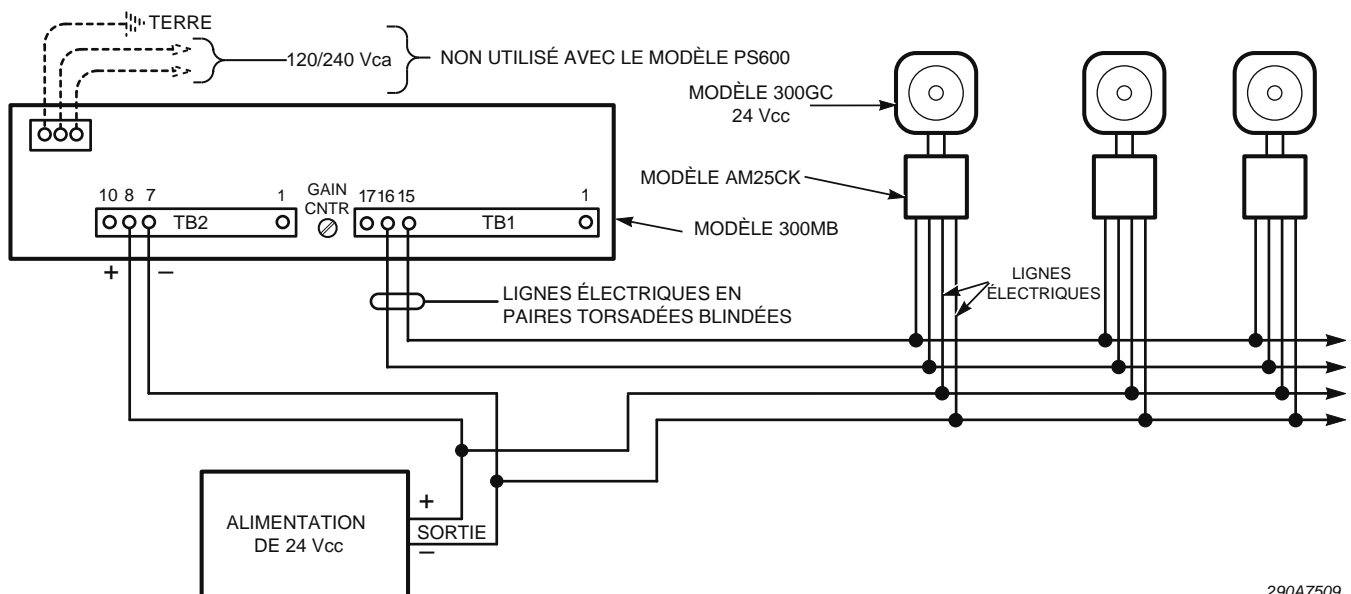 TERRE
120/240 Vca
NON UTILISÉ AVEC LE MODÈLE PS600
MODÈLE 300GC
24 Vcc
MODÈLE AM25CK
10 8 7
1
TB2
GAIN
CNTR
17 16 15
1
TB1
MODÈLE 300MB
+
–
LIGNES ÉLECTRIQUES EN
PAIRES TORSADÉES BLINDÉES
LIGNES
ÉLECTRIQUES
ALIMENTATION
DE 24 Vcc
+
SORTIE
–
290A7509